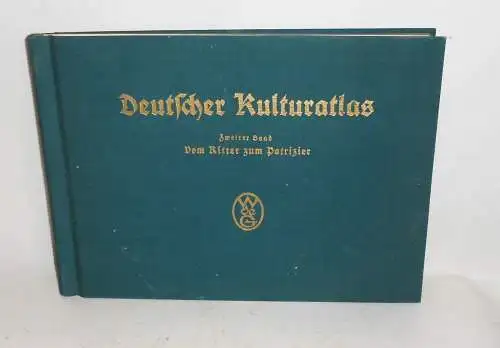 Deutscher Kulturatlas
Zweiter Band
Vom Ritter zum Patrizier
W&G